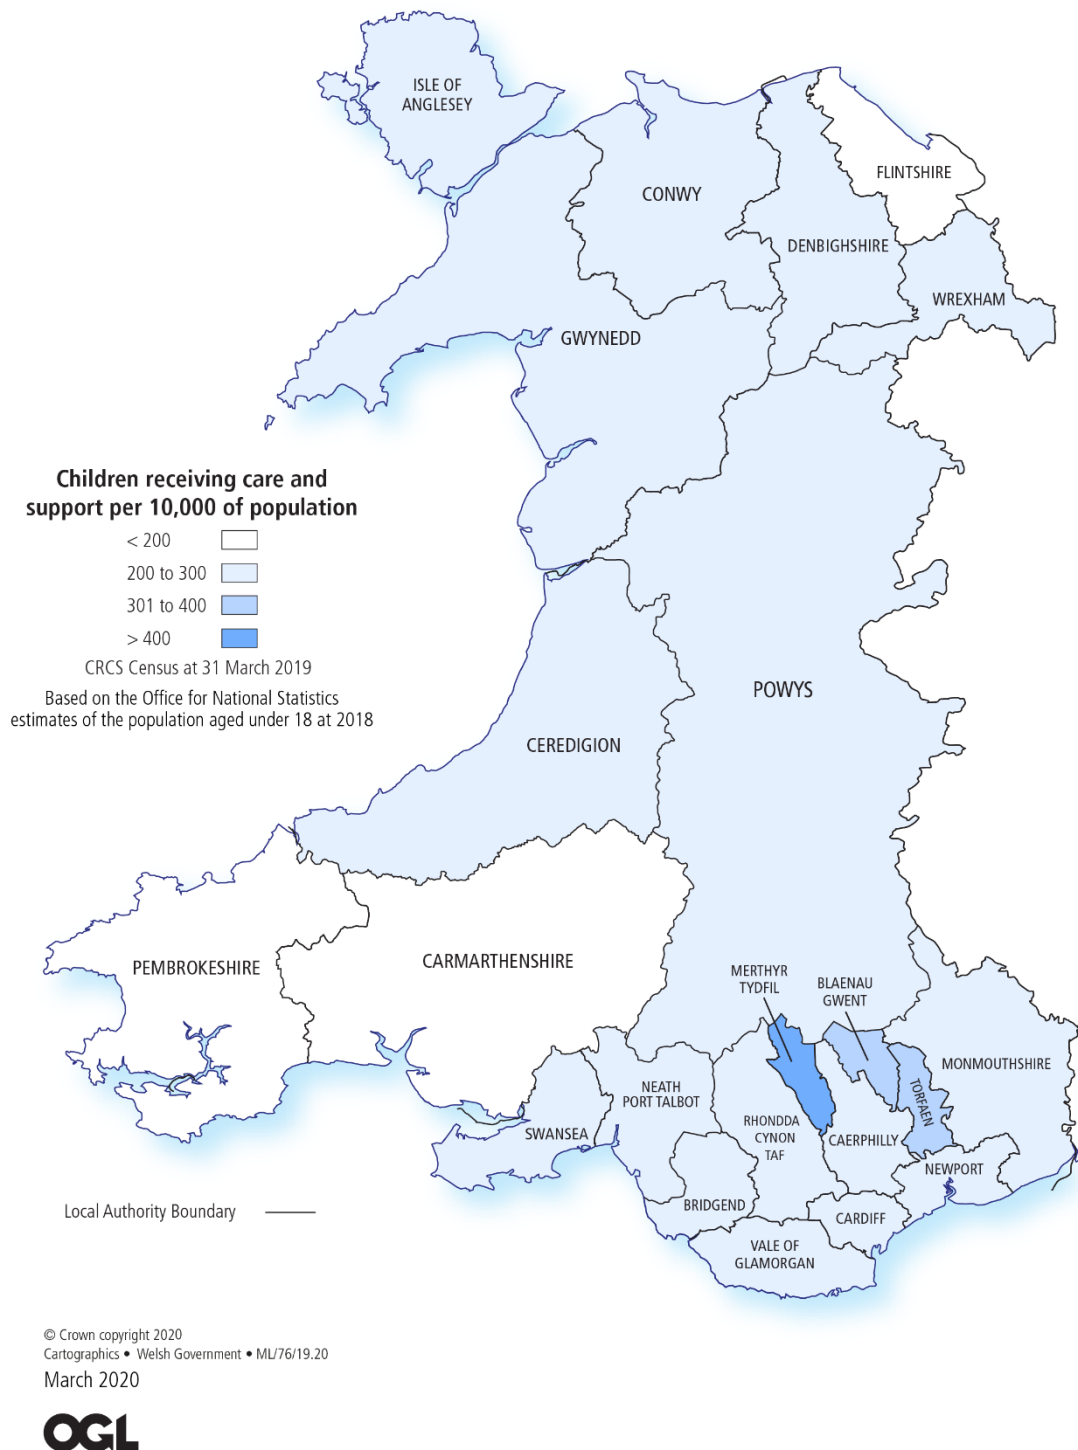 ISLE OF
ANGLESEY
FLINTSHIRE
CONWY
DENBIGHSHIRE
WREXHAM
GWYNEDD
Children receiving care and
support per 10,000 of population
< 200
200 to 300
301 to 400
> 400
CRCS Census at 31 March 2019
Based on the Office for National Statistics
estimates of the population aged under 18 at 2018
POWYS
CEREDIGION
PEMBROKESHIRE
CARMARTHENSHIRE
MERTHYR
TYDFIL
BLAENAU
GWENT
MONMOUTHSHIRE
NEATH
PORT TALBOT
TORFAEN
RHONDDA
CYNON
TAF
SWANSEA
CAERPHILLY
NEWPORT
BRIDGEND
CARDIFF
VALE OF
GLAMORGAN
Local Authority Boundary
© Crown copyright 2020
Cartographics • Welsh Government • ML/76/19.20
March 2020
OGL